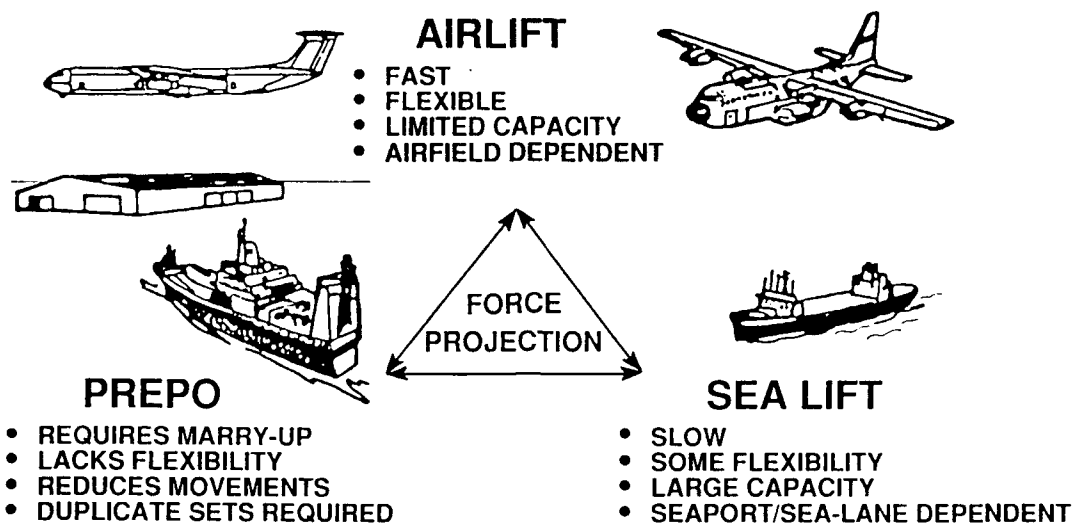 AIRLIFT
• FAST
• FLEXIBLE
• LIMITED CAPACITY
• AIRFIELD DEPENDENT
FORCE
PROJECTION
PREPO
• REQUIRES MARRY-UP
• LACKS FLEXIBILITY
• REDUCES MOVEMENTS
• DUPLICATE SETS REQUIRED
SEA LIFT
• SLOW
• SOME FLEXIBILITY
• LARGE CAPACITY
• SEAPORT/SEA-LANE DEPENDENT